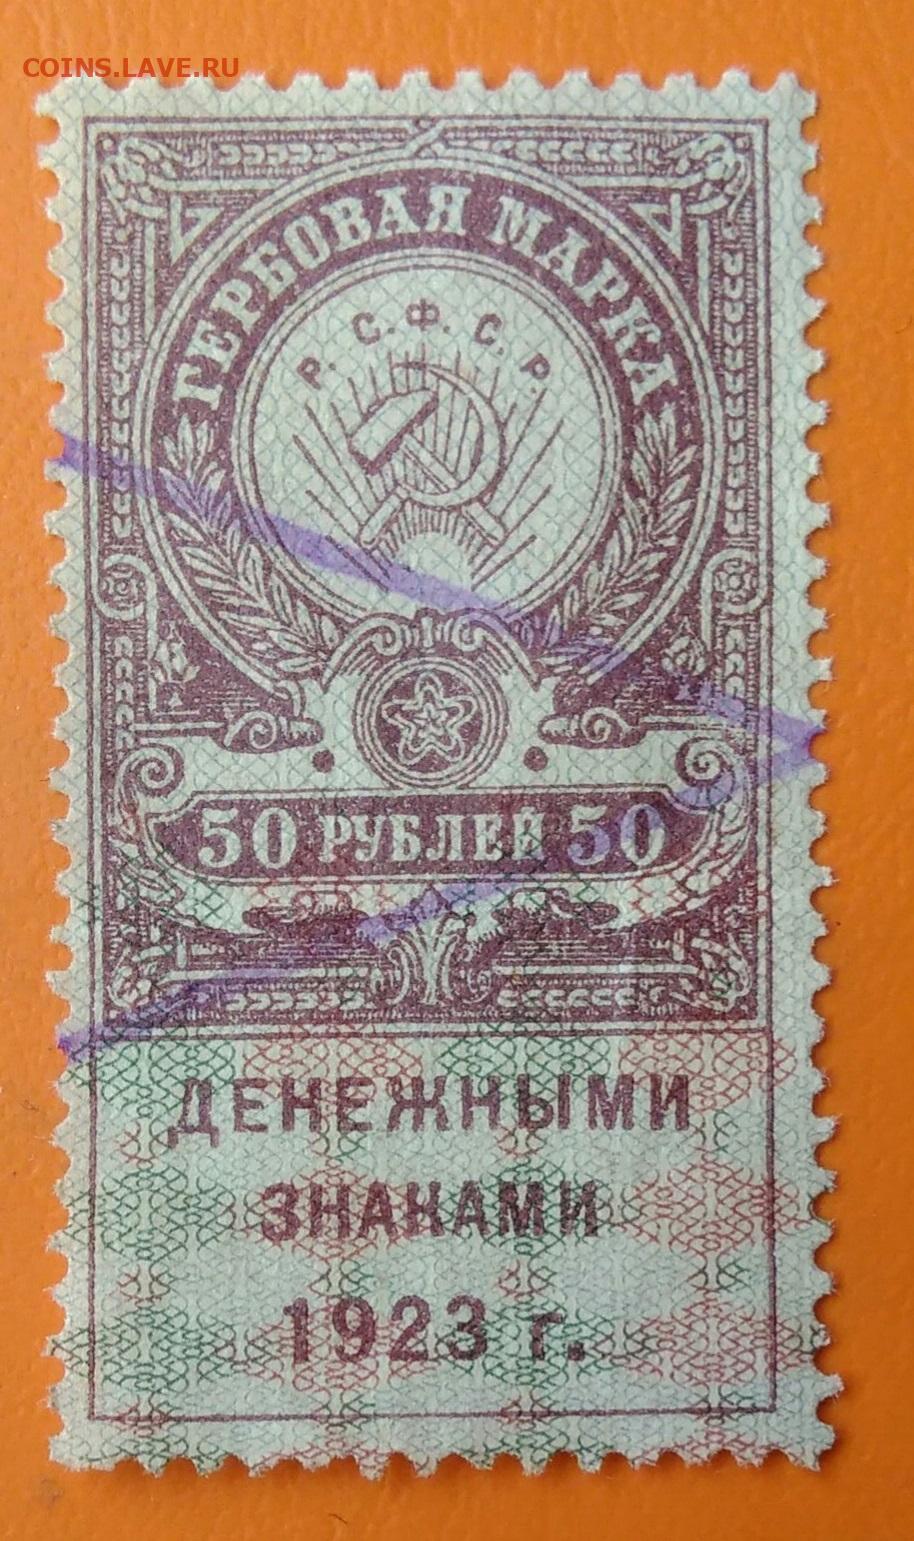 COINS.LAVE.RU
ГЕРБОВАЯ МАРКА
Р. С. Ф. С. Р.
50 РУБЛЕЙ 50
ДЕНЕЖНЫМИ
ЗНАКАМИ
1923 г.